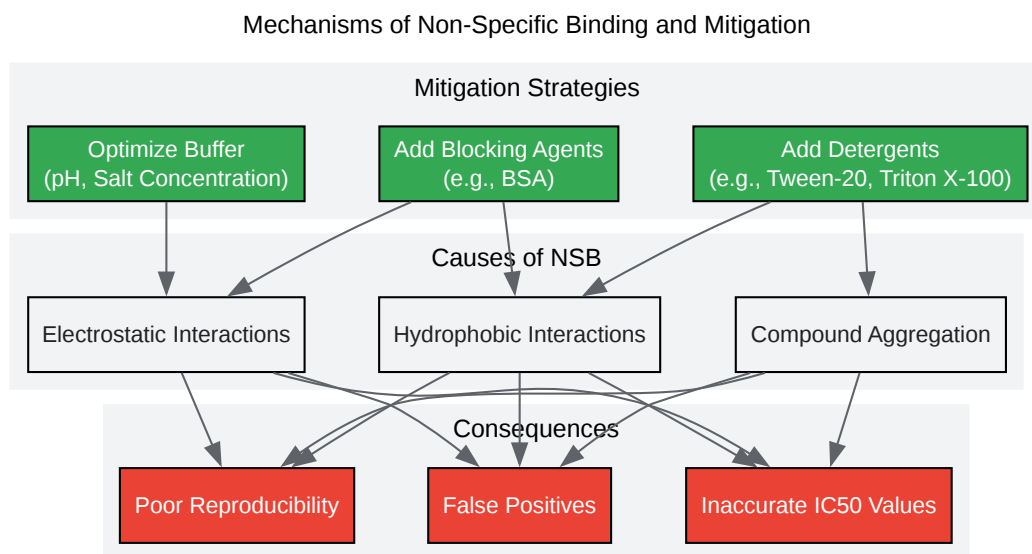 Mechanisms of Non-Specific Binding and Mitigation
Mitigation Strategies
Optimize Buffer
(pH, Salt Concentration)
Add Blocking Agents
(e.g., BSA)
Add Detergents
(e.g., Tween-20, Triton X-100)
Causes of NSB
Electrostatic Interactions
Hydrophobic Interactions
Compound Aggregation
Consequences
Poor Reproducibility
False Positives
Inaccurate IC50 Values